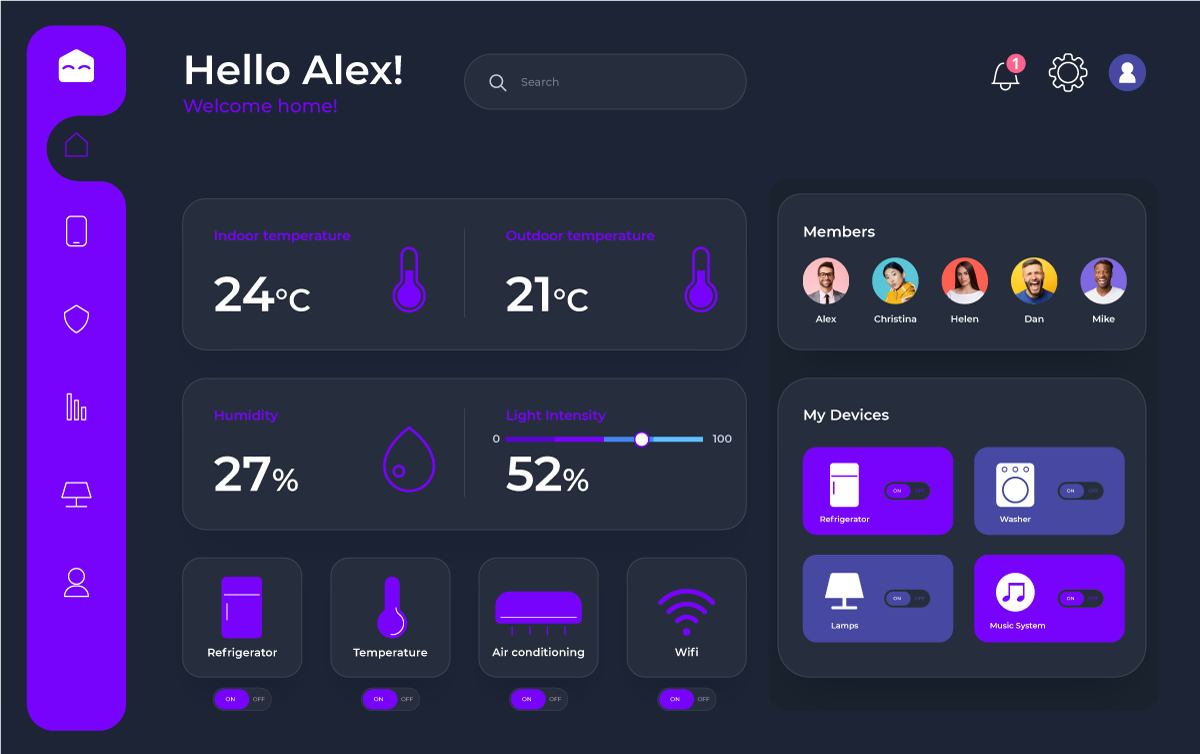 Hello Alex!
Welcome home!
Search
1
Indoor temperature
24°C
Outdoor temperature
21°C
Humidity
27%
Light Intensity
0
100
52%
Refrigerator
ON OFF
Temperature
ON OFF
Air conditioning
ON OFF
Wifi
ON OFF
Members
Alex
Christina
Helen
Dan
Mike
My Devices
Refrigerator
ON OFF
Washer
ON OFF
Lamps
ON OFF
Music System
ON OFF